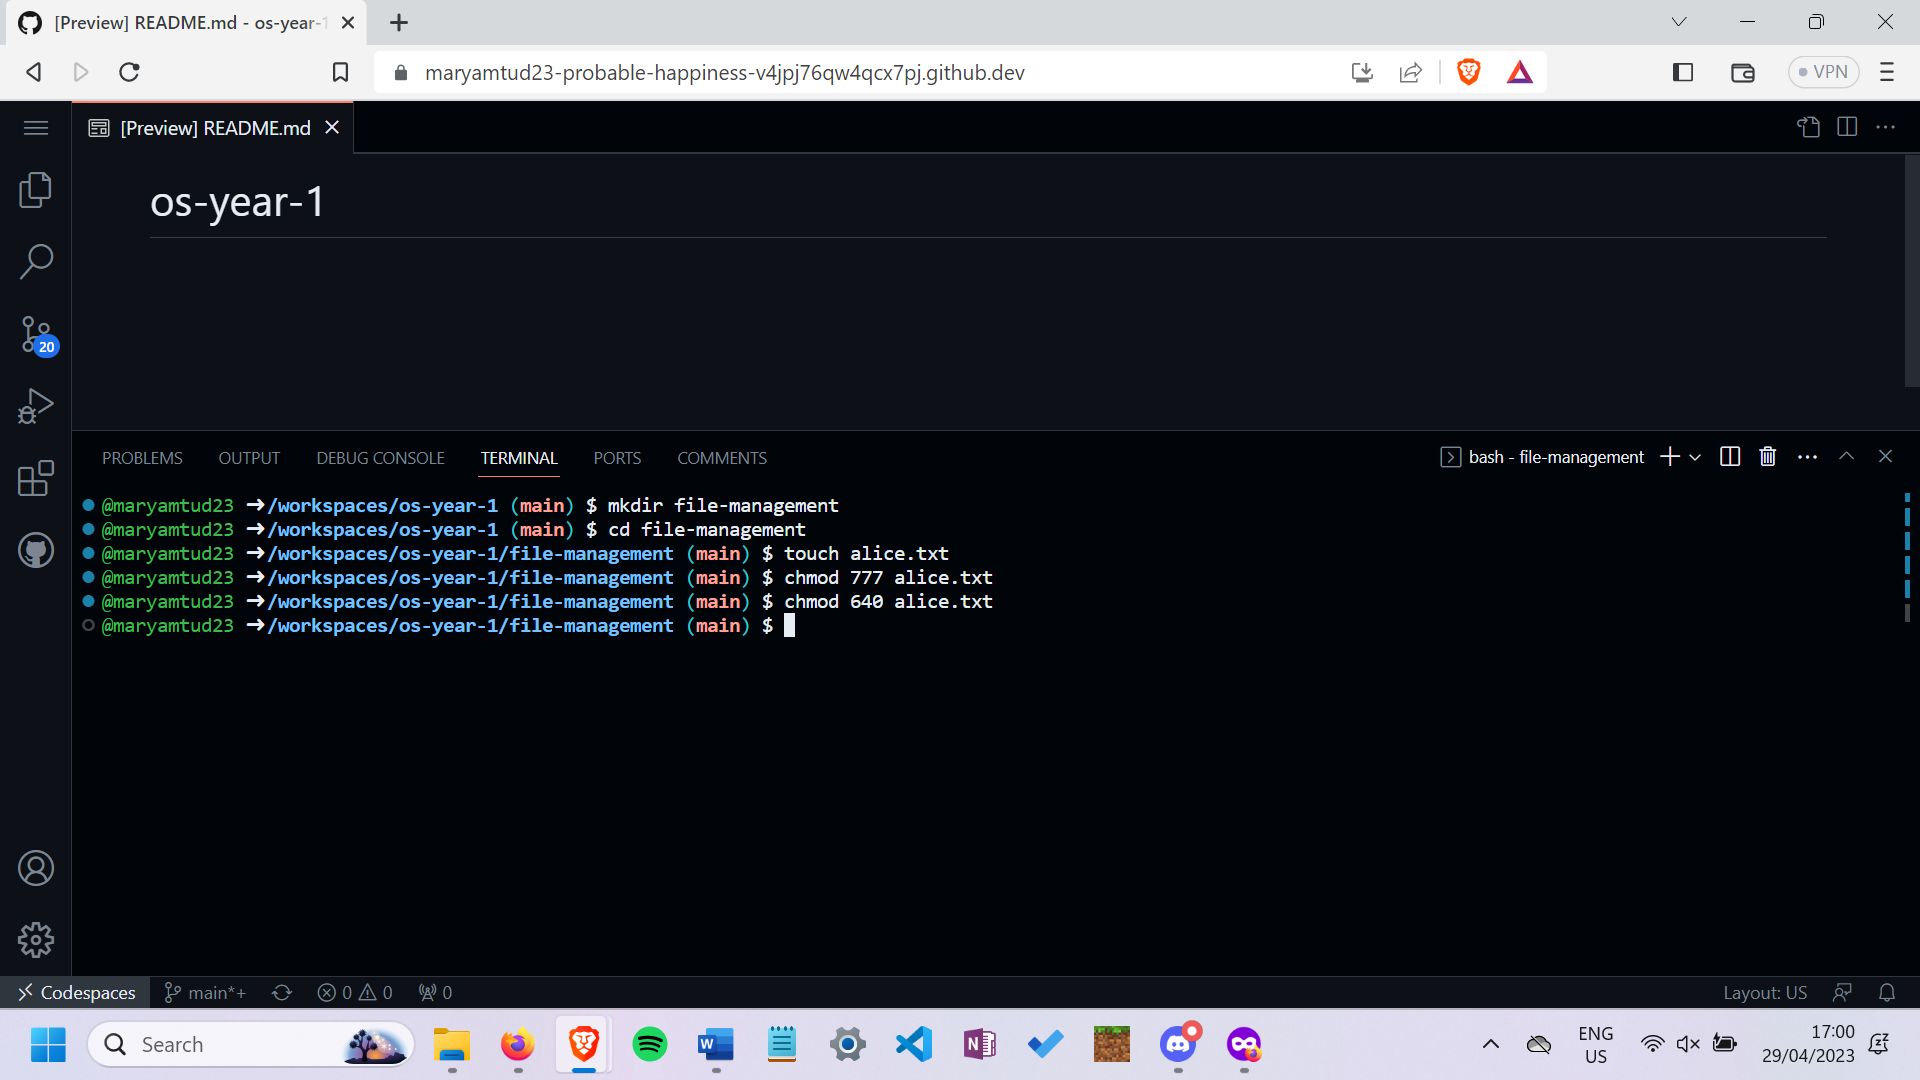 [Preview] README.md - os-year-1
maryamtud23-probable-happiness-v4jpj76qw4qcx7pj.github.dev
VPN
[Preview] README.md
os-year-1
20
PROBLEMS OUTPUT DEBUG CONSOLE TERMINAL PORTS COMMENTS
bash - file-management
@maryamtud23 ➜/workspaces/os-year-1 (main) $ mkdir file-management
@maryamtud23 ➜/workspaces/os-year-1 (main) $ cd file-management
@maryamtud23 ➜/workspaces/os-year-1/file-management (main) $ touch alice.txt
@maryamtud23 ➜/workspaces/os-year-1/file-management (main) $ chmod 777 alice.txt
@maryamtud23 ➜/workspaces/os-year-1/file-management (main) $ chmod 640 alice.txt
@maryamtud23 ➜/workspaces/os-year-1/file-management (main) $
Codespaces main*+ 0 0 0 Layout: US
Search
ENG
US
17:00
29/04/2023